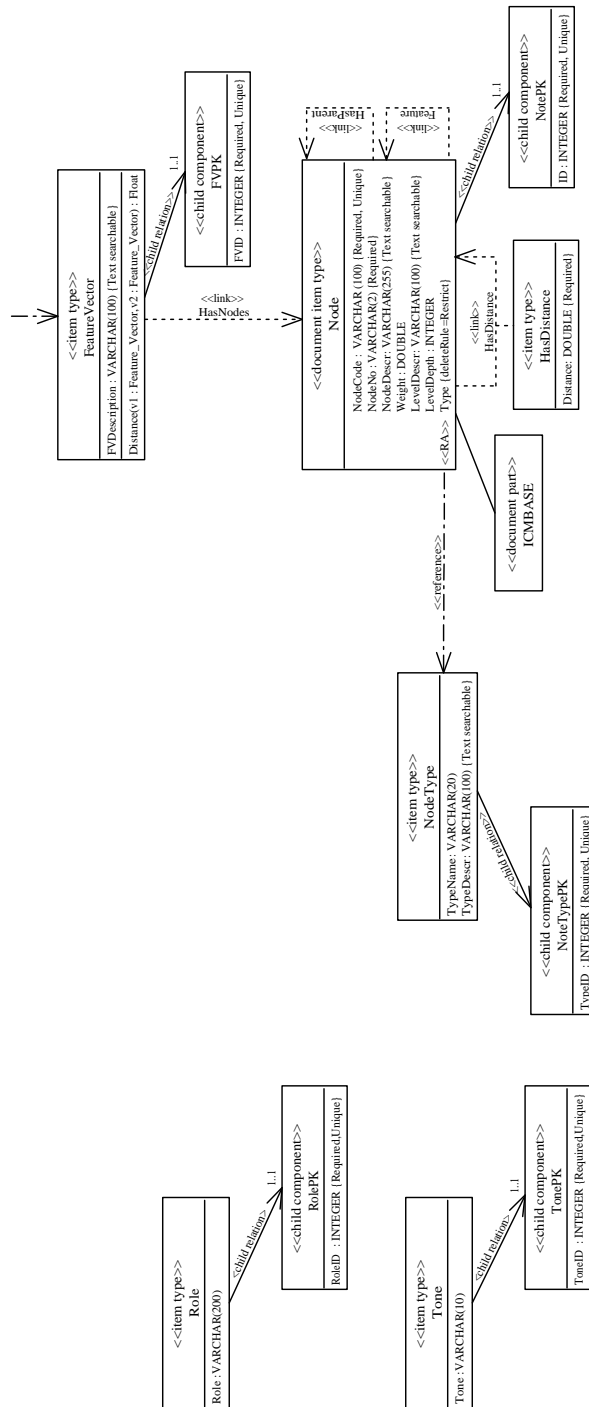 <<item type>>
FeatureVector
FVDescription : VARCHAR(100) {Text searchable}
Distance(v1 : Feature_Vector, v2 : Feature_Vector) : Float
<<child relation>>
1..1
<<child component>>
FVPK
FVID : INTEGER {Required, Unique}
<<link>>
HasNodes
<<document item type>>
Node
NodeCode : VARCHAR (100) {Required, Unique}
NodeNo : VARCHAR(2) {Required}
NodeDescr: VARCHAR(255) {Text searchable}
Weight : DOUBLE
LevelDescr: VARCHAR(100) {Text searchable}
LevelDepth : INTEGER
<<RA>> Type {deleteRule=Restrict}
<<link>>
HasParent
<<link>>
Feature
<<child relation>>
1..1
<<child component>>
NotePK
ID : INTEGER {Required, Unique}
<<link>>
HasDistance
<<item type>>
HasDistance
Distance: DOUBLE {Required}
<<document part>>
ICMBASE
<<reference>>
<<item type>>
NodeType
TypeName: VARCHAR(20)
TypeDescr: VARCHAR(100) {Text searchable}
<<child relation>>
<<child component>>
NoteTypePK
TypeID : INTEGER {Required, Unique}
<<item type>>
Role
Role : VARCHAR(200)
<child relation>
1..1
<<child component>>
RolePK
RoleID : INTEGER {Required,Unique}
<<item type>>
Tone
Tone : VARCHAR(10)
<child relation>
1..1
<<child component>>
TonePK
ToneID : INTEGER {Required,Unique}